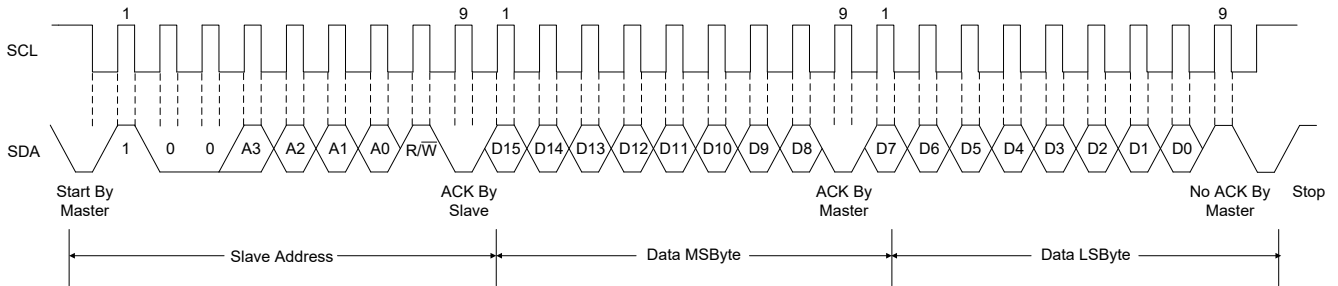 1 9 1 9 1 9
SCL
SDA
1 0 0 A3 A2 A1 A0 R/W̅ D15 D14 D13 D12 D11 D10 D9 D8 D7 D6 D5 D4 D3 D2 D1 D0
Start By
Master
ACK By
Slave
ACK By
Master
No ACK By
Master
Stop
Slave Address
Data MSByte
Data LSByte